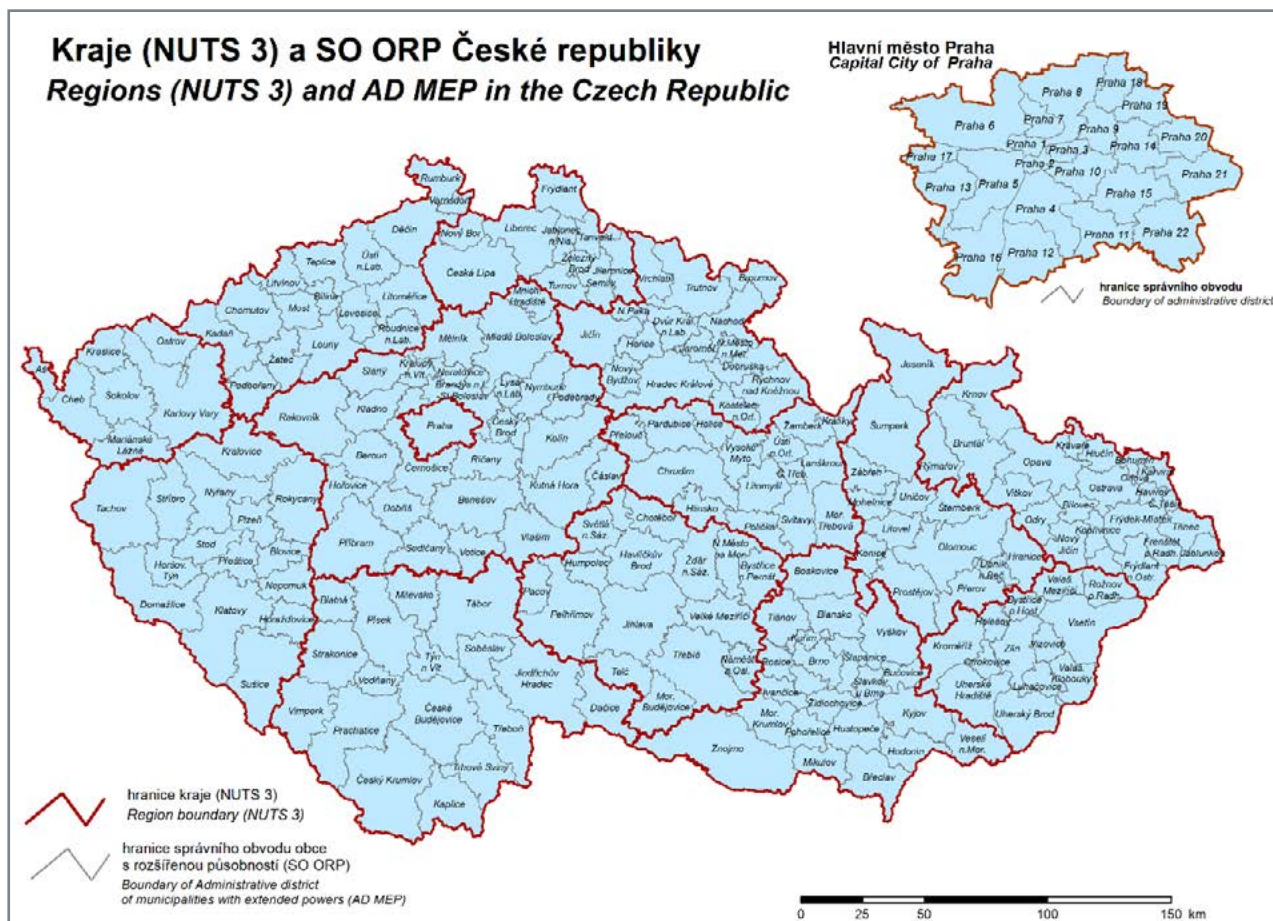 Kraje (NUTS 3) a SO ORP České republiky
Regions (NUTS 3) and AD MEP in the Czech Republic
Hlavní město Praha
Capital City of Praha
Praha 18
Praha 8
Praha 19
Praha 6
Praha 7
Praha 9
Praha 20
Praha 1
Praha 3
Praha 14
Praha 17
Praha 2
Praha 10
Praha 21
Praha 13
Praha 5
Praha 15
Praha 4
Praha 11
Praha 22
Praha 12
Praha 16
hranice správního obvodu
Boundary of administrative district
Rumburk
Varnsdorf
Frýdlant
Děčín
Nový Bor
Liberec
Jablonec
n.Nis.
Tanvald
Ústí
n.Lab.
Teplice
Česká Lípa
Železný
Brod
Jilemnice
Semily
Turnov
Vrchlabí
Trutnov
Broumov
Litvínov
Bílina
Most
Litoměřice
Lovosice
Chomutov
Roudnice
n.Lab.
Mnich.
Hradiště
Kadaň
Louny
Žatec
Podbořany
Mělník
Mladá Boleslav
N.Paka
Jičín
Dvůr Král.
n.Lab.
Náchod
Hořice
Jaroměř
N.Město
n.Met.
Dobruška
Nový
Bydžov
Hradec Králové
Rychnov
nad Kněžnou
Kostelec
n.Orl.
Ostrov
Kraslice
Aš
Cheb
Sokolov
Karlovy Vary
Mariánské
Lázně
Slaný
Kralupy
n.Vlt.
Neratovice
Brandýs n.L.
St.Boleslav
Lysá
n.Lab.
Nymburk
Poděbrady
Rakovník
Kladno
Praha
Český
Brod
Kolín
Beroun
Říčany
Černošice
Hořovice
Kutná Hora
Čáslav
Benešov
Dobříš
Příbram
Sedlčany
Votice
Vlašim
Jeseník
Krnov
Šumperk
Bruntál
Rýmařov
Opava
Kravaře
Hlučín
Bohumín
Karviná
Orlová
Havířov
Č.Těš.
Ostrava
Vítkov
Bílovec
Odry
Kopřivnice
Nový
Jičín
Frýdek-Místek
Třinec
Frenštát
p.Radh.
Jablunkov
Frýdlant
n.Ostr.
Pardubice
Holice
Přelouč
Žamberk
Králíky
Ústí
n.Orl.
Vysoké
Mýto
Lanškroun
Č.Třeb.
Chrudim
Litomyšl
Hlinsko
Polička
Svitavy
Mor.
Třebová
Zábřeh
Mohelnice
Uničov
Šternberk
Litovel
Olomouc
Konice
Hranice
Lipník
n.Beč.
Prostějov
Přerov
Kralovice
Stříbro
Nýřany
Rokycany
Tachov
Plzeň
Stod
Blovice
Přeštice
Horšov.
Týn
Nepomuk
Domažlice
Klatovy
Horažďovice
Sušice
Světlá
n.Sáz.
Chotěboř
Havlíčkův
Brod
Humpolec
Žďár
n.Sáz.
N.Město
na Mor.
Bystřice
n.Pernšt.
Pacov
Pelhřimov
Jihlava
Velké Meziříčí
Třebíč
Náměšť
n.Osl.
Telč
Mor.
Budějovice
Blatná
Milevsko
Tábor
Písek
Strakonice
Soběslav
Týn
n.Vlt.
Vodňany
Jindřichův
Hradec
Dačice
Vimperk
České
Budějovice
Prachatice
Třeboň
Trhové Sviny
Český Krumlov
Kaplice
Boskovice
Blansko
Tišnov
Kuřim
Vyškov
Rosice
Brno
Šlapanice
Bučovice
Slavkov
u Brna
Ivančice
Židlochovice
Mor.
Krumlov
Pohořelice
Hustopeče
Kyjov
Znojmo
Mikulov
Hodonín
Veselí
n.Mor.
Břeclav
Valaš.
Meziříčí
Rožnov
p.Radh.
Bystřice
p.Host.
Holešov
Vsetín
Kroměříž
Zlín
Vizovice
Otrokovice
Valaš.
Klobouky
Uherské
Hradiště
Luhačovice
Uherský Brod
hranice kraje (NUTS 3)
Region boundary (NUTS 3)
hranice správního obvodu obce
s rozšířenou působností (SO ORP)
Boundary of Administrative district
of municipalities with extended powers (AD MEP)
0 25 50 100 150 km